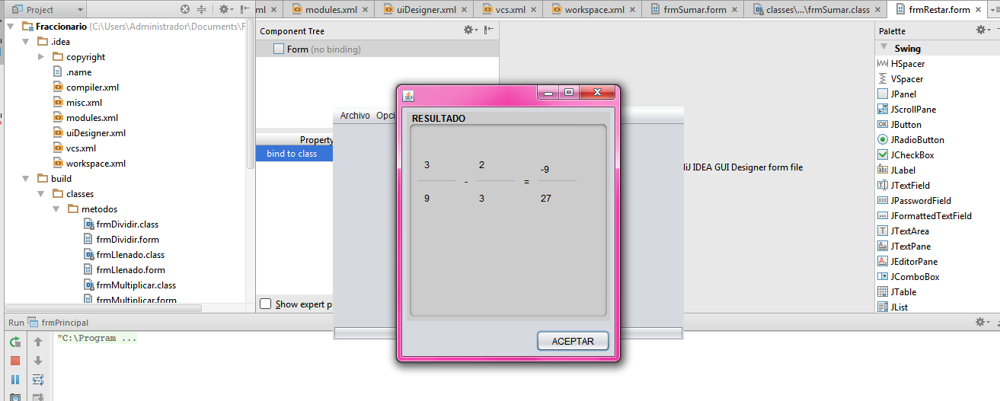 Project
ml
modules.xml
uiDesigner.xml
vcs.xml
workspace.xml
frmSumar.form
classes\...\frmSumar.class
frmRestar.form
Fraccionario (C:\Users\Administrador\Documents\F
.idea
copyright
.name
compiler.xml
misc.xml
modules.xml
uiDesigner.xml
vcs.xml
workspace.xml
build
classes
metodos
frmDividir.class
frmDividir.form
frmLlenado.class
frmLlenado.form
frmMultiplicar.class
frmMultiplicar.form
Component Tree
Form (no binding)
Property
bind to class
Show expert p
Archivo Opci
liJ IDEA GUI Designer form file
RESULTADO
3 2 -9
- =
9 3 27
ACEPTAR
Palette
Swing
HSpacer
VSpacer
JPanel
JScrollPane
OK JButton
JRadioButton
JCheckBox
JLabel
JTextField
JPasswordField
JFormattedTextField
JTextArea
JTextPane
JEditorPane
JComboBox
JTable
JList
Run frmPrincipal
"C:\Program ...